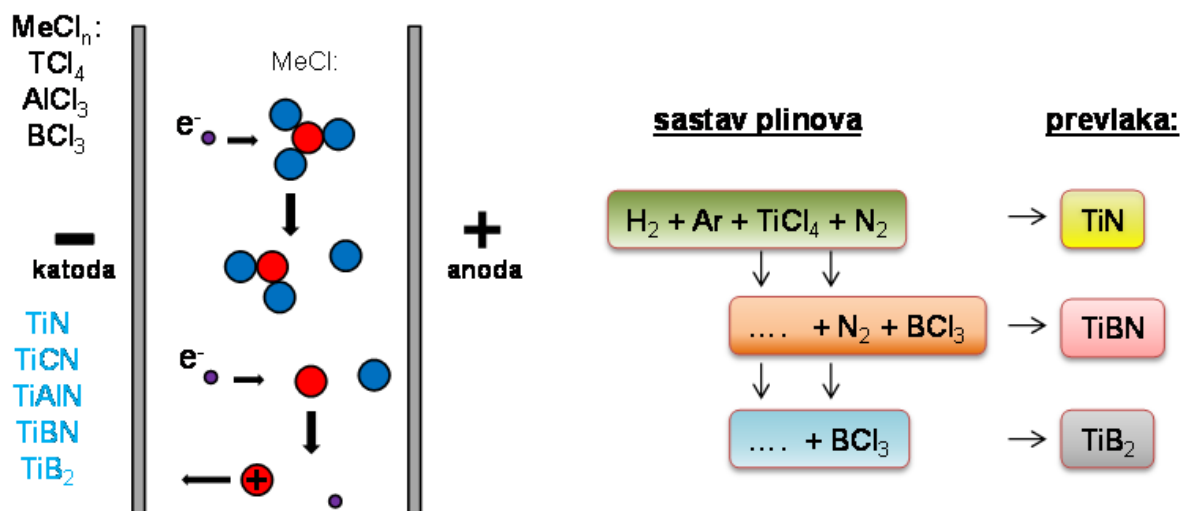 MeClₙ:
TCl₄
AlCl₃
BCl₃
−
katoda
TiN
TiCN
TiAlN
TiBN
TiB₂
MeCl:
e⁻
e⁻
+
+
anoda
sastav plinova
prevlaka:
H₂ + Ar + TiCl₄ + N₂
TiN
.... + N₂ + BCl₃
TiBN
.... + BCl₃
TiB₂